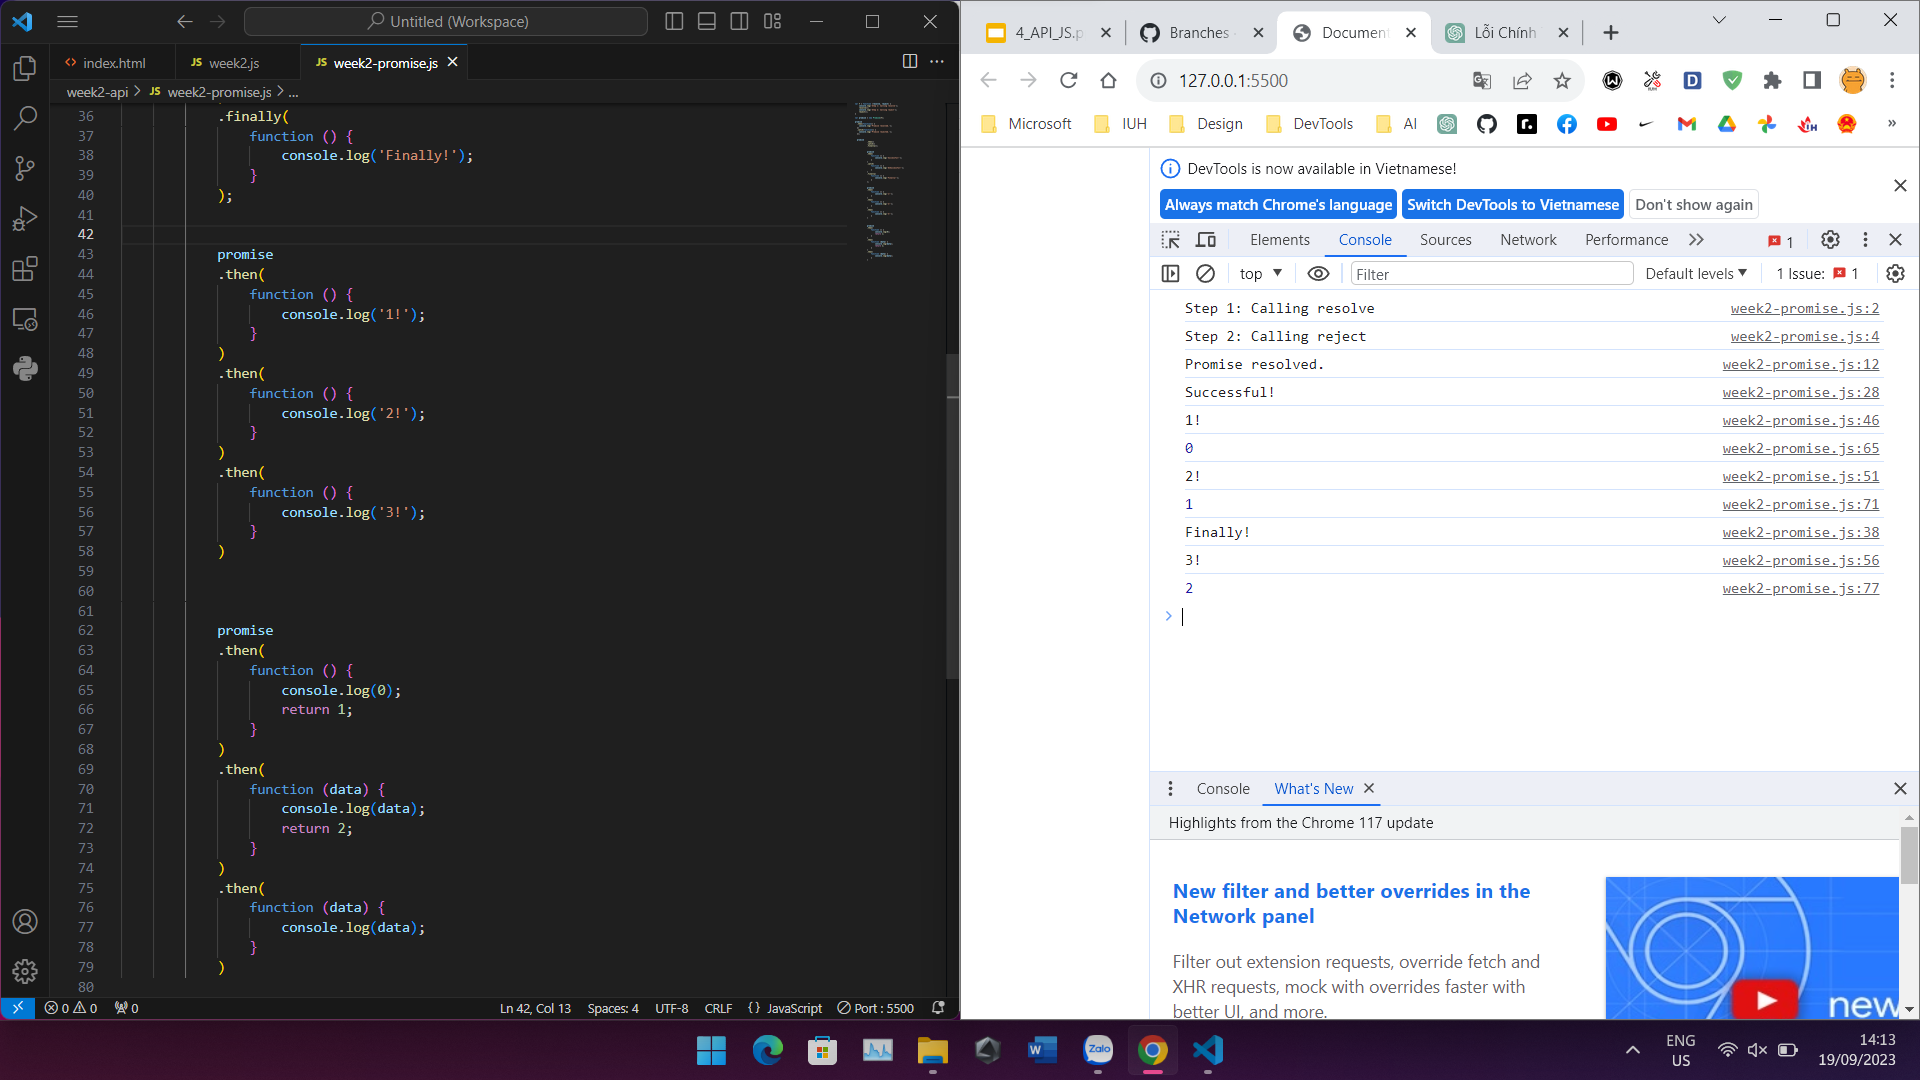 Untitled (Workspace)
index.html
JS week2.js
JS week2-promise.js
week2-api > JS week2-promise.js > ...
36 .finally(
37 function () {
38 console.log('Finally!');
39 }
40 );
41
42
43 promise
44 .then(
45 function () {
46 console.log('1!');
47 }
48 )
49 .then(
50 function () {
51 console.log('2!');
52 }
53 )
54 .then(
55 function () {
56 console.log('3!');
57 }
58 )
59
60
61
62 promise
63 .then(
64 function () {
65 console.log(0);
66 return 1;
67 }
68 )
69 .then(
70 function (data) {
71 console.log(data);
72 return 2;
73 }
74 )
75 .then(
76 function (data) {
77 console.log(data);
78 }
79 )
80
0 0 0
Ln 42, Col 13 Spaces: 4 UTF-8 CRLF {} JavaScript Port : 5500
4_API_JS.p
Branches
Document
Lỗi Chính
127.0.0.1:5500
Microsoft IUH Design DevTools AI »
DevTools is now available in Vietnamese!
Always match Chrome's language Switch DevTools to Vietnamese Don't show again
Elements Console Sources Network Performance 1
top Filter Default levels 1 Issue: 1
Step 1: Calling resolve week2-promise.js:2
Step 2: Calling reject week2-promise.js:4
Promise resolved. week2-promise.js:12
Successful! week2-promise.js:28
1! week2-promise.js:46
0 week2-promise.js:65
2! week2-promise.js:51
1 week2-promise.js:71
Finally! week2-promise.js:38
3! week2-promise.js:56
2 week2-promise.js:77
>
Console What's New
Highlights from the Chrome 117 update
New filter and better overrides in the
Network panel
Filter out extension requests, override fetch and
XHR requests, mock with overrides faster with
better UI, and more.
new
Zalo
ENG
US
14:13
19/09/2023